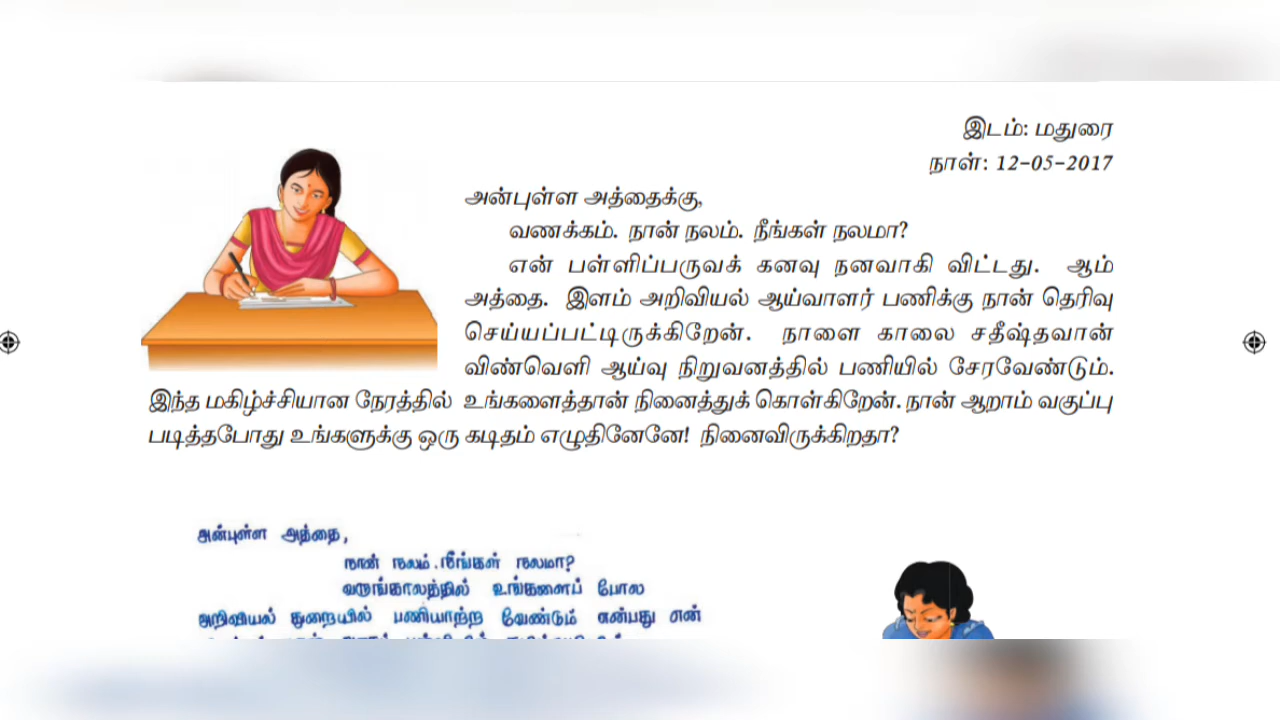 இடம்: மதுரை
நாள்: 12-05-2017
அன்புள்ள அத்தைக்கு,
வணக்கம். நான் நலம். நீங்கள் நலமா?
என் பள்ளிப்பருவக் கனவு நனவாகி விட்டது. ஆம்
அத்தை. இளம் அறிவியல் ஆய்வாளர் பணிக்கு நான் தெரிவு
செய்யப்பட்டிருக்கிறேன். நாளை காலை சதீஷ்தவான்
விண்வெளி ஆய்வு நிறுவனத்தில் பணியில் சேரவேண்டும்.
இந்த மகிழ்ச்சியான நேரத்தில் உங்களைத்தான் நினைத்துக் கொள்கிறேன். நான் ஆறாம் வகுப்பு
படித்தபோது உங்களுக்கு ஒரு கடிதம் எழுதினேனே! நினைவிருக்கிறதா?
அன்புள்ள அத்தை,
நான் நலம். நீங்கள் நலமா?
வருங்காலத்தில் உங்களைப் போல
அறிவியல் துறையில் பணியாற்ற வேண்டும் என்பது என்